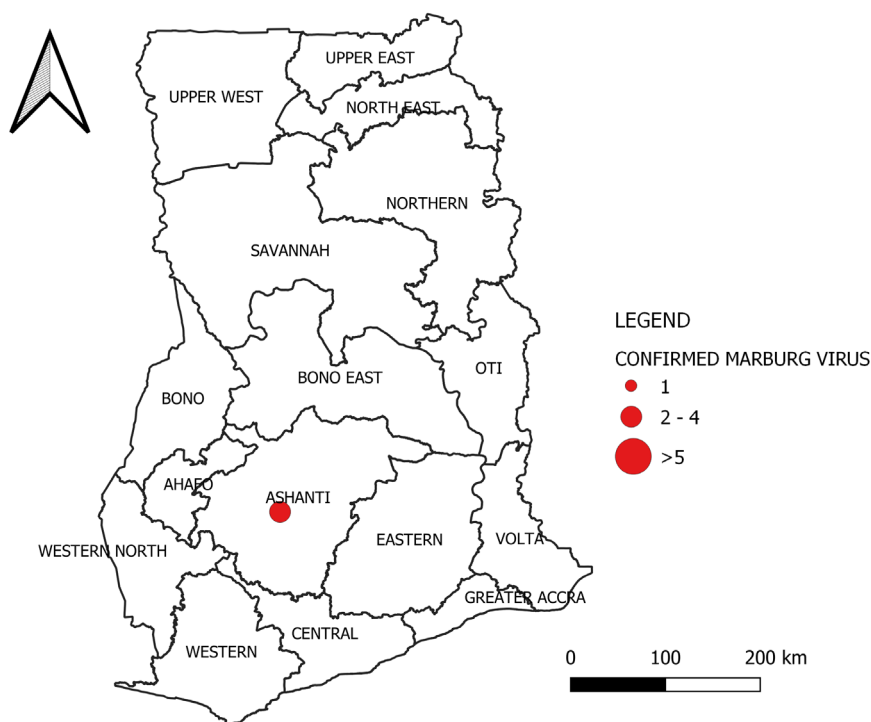 UPPER EAST
UPPER WEST
NORTH EAST
NORTHERN
SAVANNAH
LEGEND
CONFIRMED MARBURG VIRUS
1
2 - 4
>5
OTI
BONO EAST
BONO
AHAFO
ASHANTI
EASTERN
VOLTA
WESTERN NORTH
GREATER ACCRA
CENTRAL
WESTERN
0 100 200 km